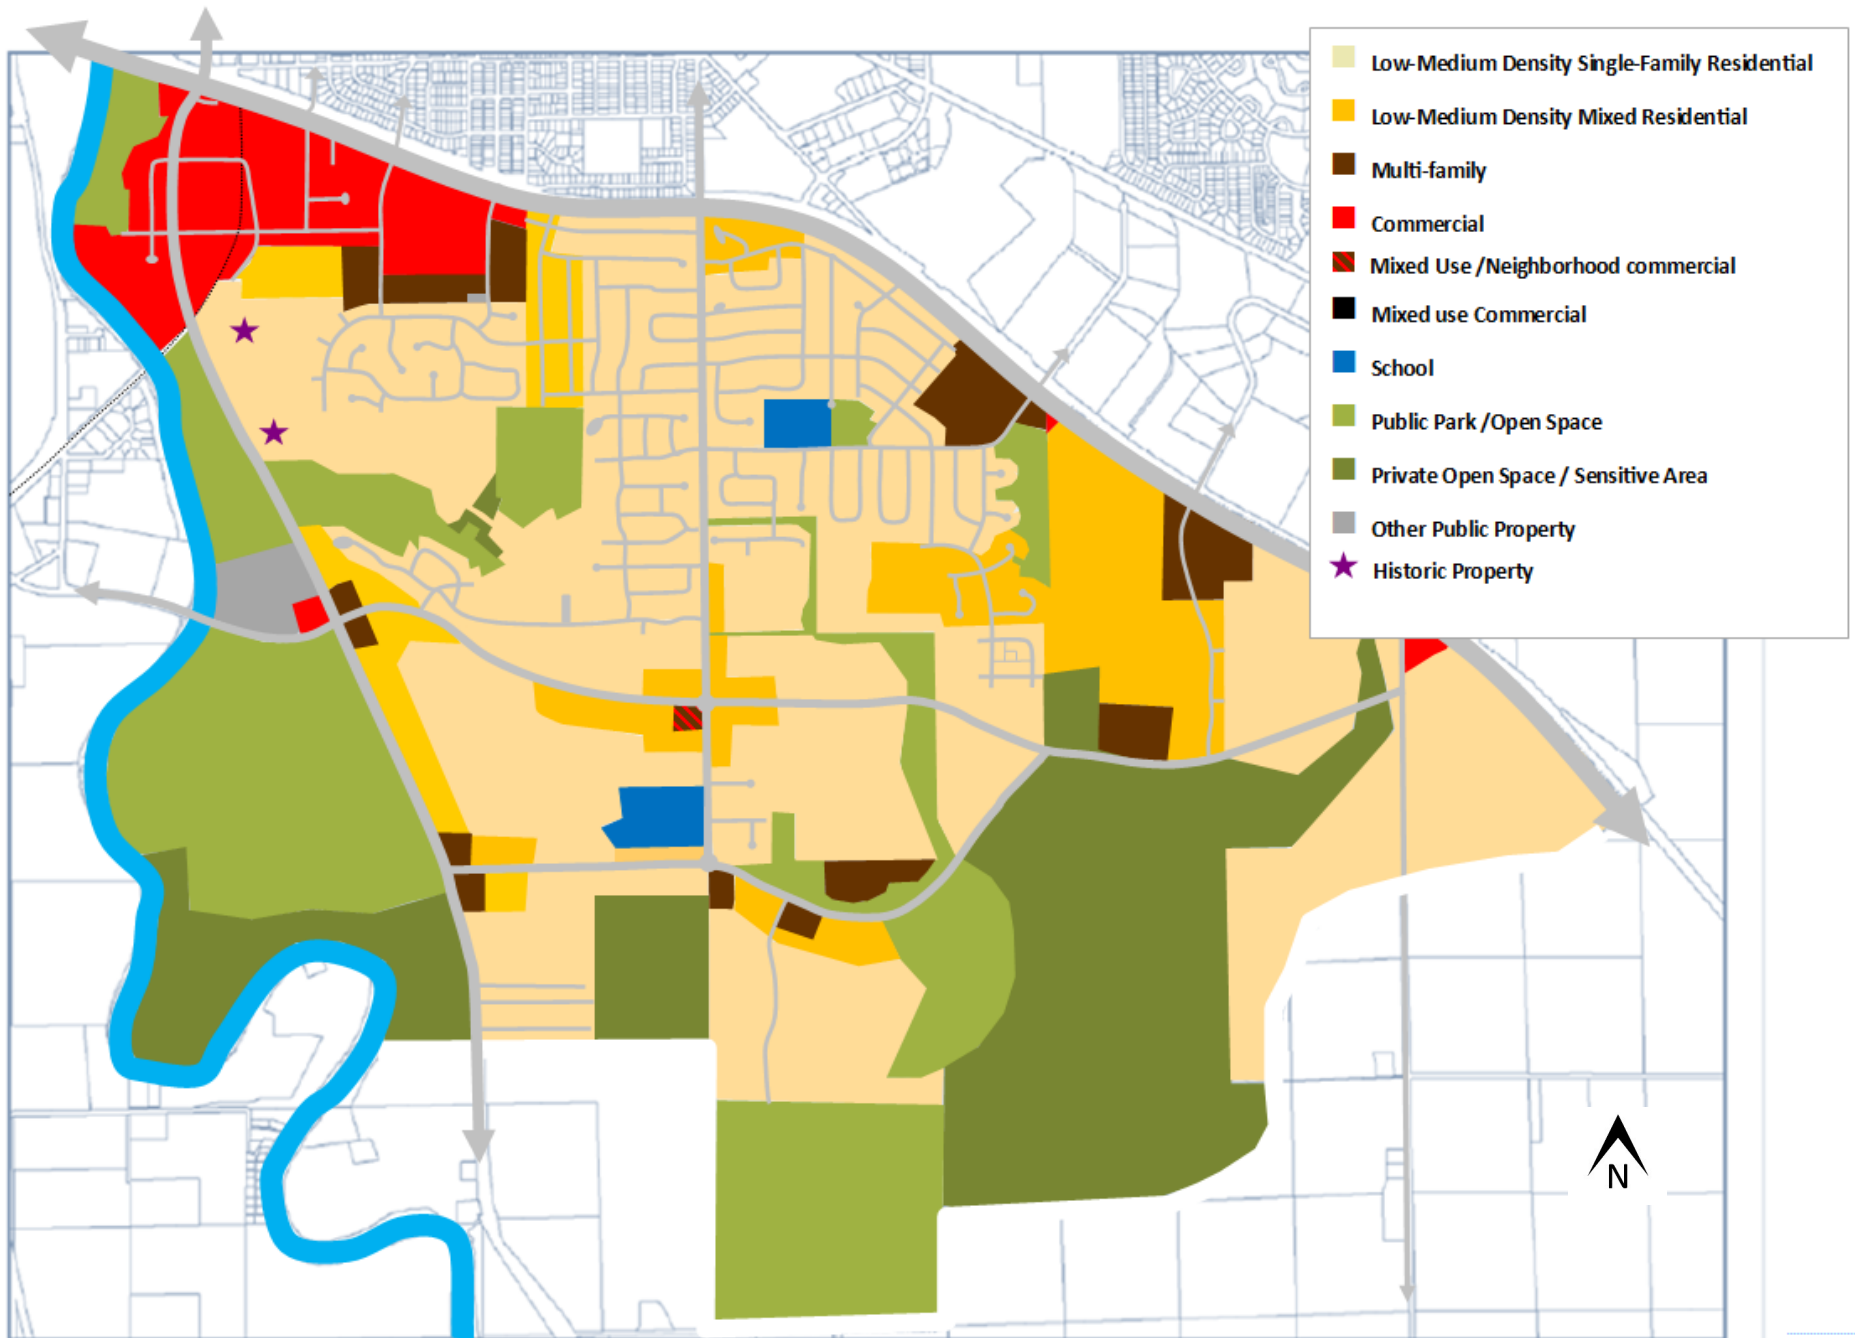 Low-Medium Density Single-Family Residential
Low-Medium Density Mixed Residential
Multi-family
Commercial
Mixed Use /Neighborhood commercial
Mixed use Commercial
School
Public Park /Open Space
Private Open Space / Sensitive Area
Other Public Property
Historic Property
N